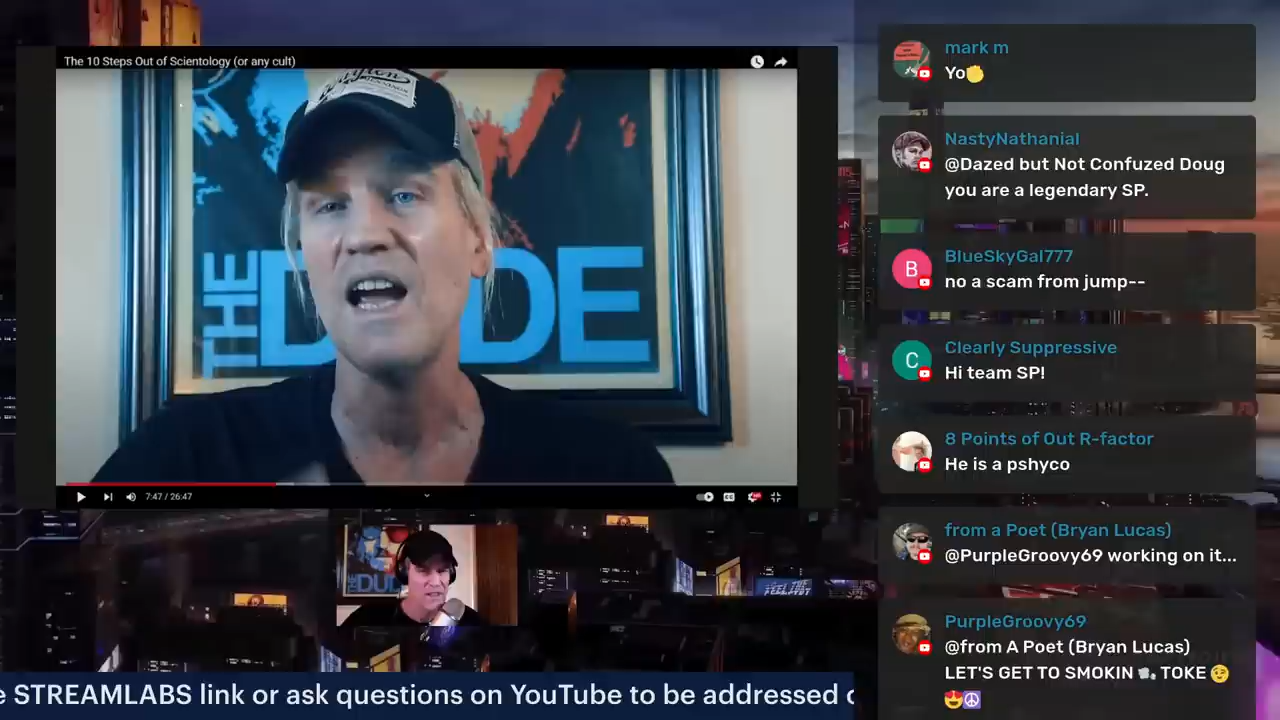 The 10 Steps Out of Scientology (or any cult)
THE DUDE
7:47 / 26:47
mark m
Yo✊
NastyNathanial
@Dazed but Not Confuzed Doug
you are a legendary SP.
B
BlueSkyGal777
no a scam from jump--
C
Clearly Suppressive
Hi team SP!
8 Points of Out R-factor
He is a pshyco
from a Poet (Bryan Lucas)
@PurpleGroovy69 working on it...
PurpleGroovy69
@from A Poet (Bryan Lucas)
LET'S GET TO SMOKIN TOKE 😉
😍☮️
e STREAMLABS link or ask questions on YouTube to be addressed